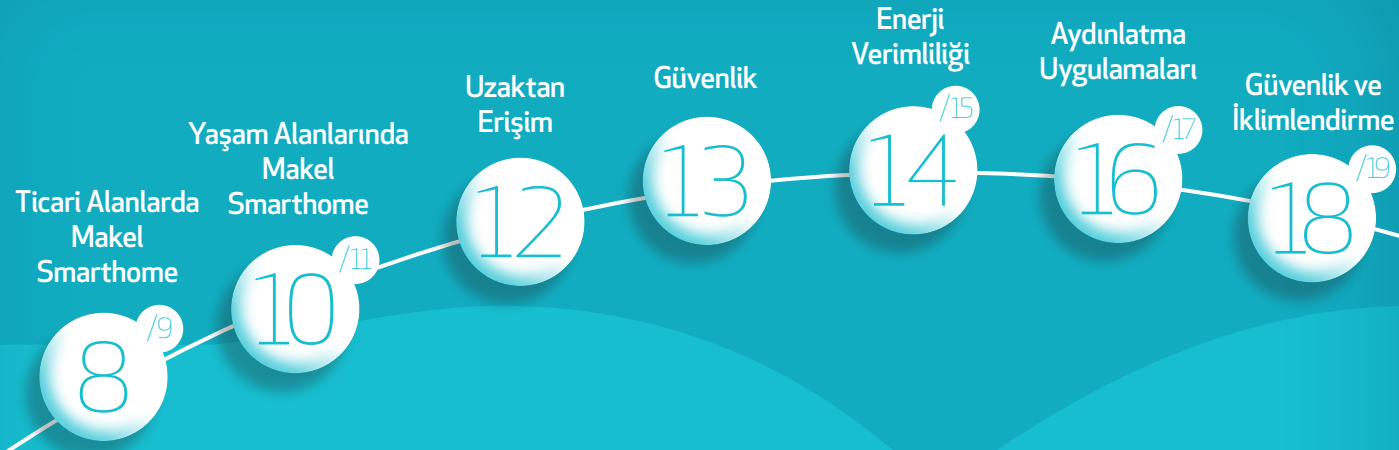 Ticari Alanlarda
Makel
Smarthome
8
/9
Yaşam Alanlarında
Makel
Smarthome
10
/11
Uzaktan
Erişim
12
Güvenlik
13
Enerji
Verimliliği
14
/15
Aydınlatma
Uygulamaları
16
/17
Güvenlik ve
İklimlendirme
18
/19